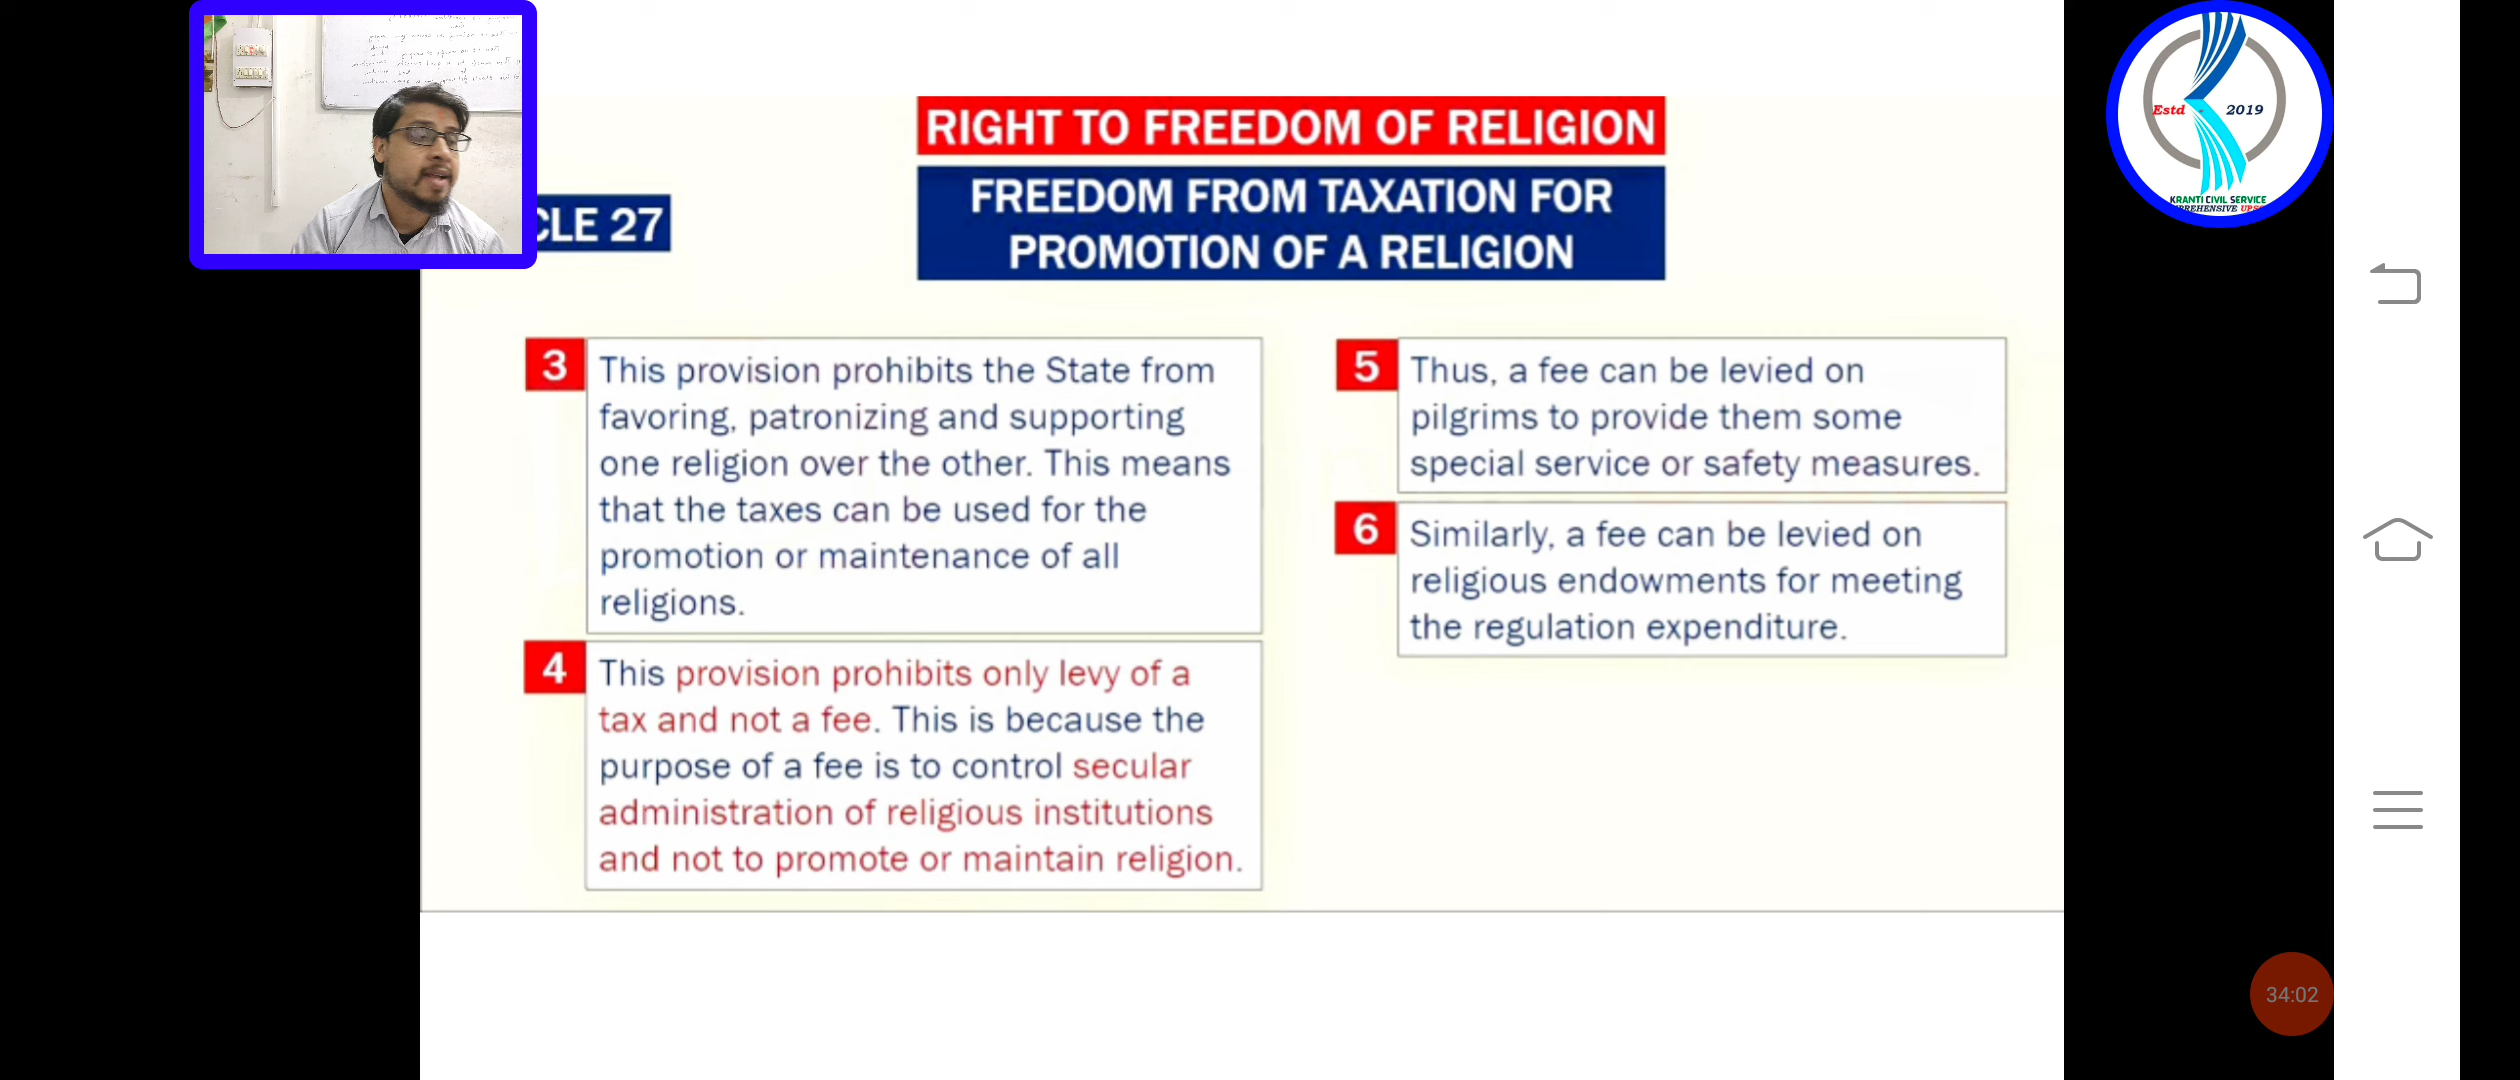 RIGHT TO FREEDOM OF RELIGION
CLE 27
FREEDOM FROM TAXATION FOR
PROMOTION OF A RELIGION
3
This provision prohibits the State from
favoring, patronizing and supporting
one religion over the other. This means
that the taxes can be used for the
promotion or maintenance of all
religions.
4
This provision prohibits only levy of a
tax and not a fee. This is because the
purpose of a fee is to control secular
administration of religious institutions
and not to promote or maintain religion.
5
Thus, a fee can be levied on
pilgrims to provide them some
special service or safety measures.
6
Similarly, a fee can be levied on
religious endowments for meeting
the regulation expenditure.
Estd 2019
KRANTI CIVIL SERVICE
PREHENSIVE UPS
34:02